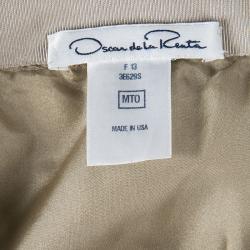 Oscar de la Renta
F 13
3E629S
MTO
MADE IN USA